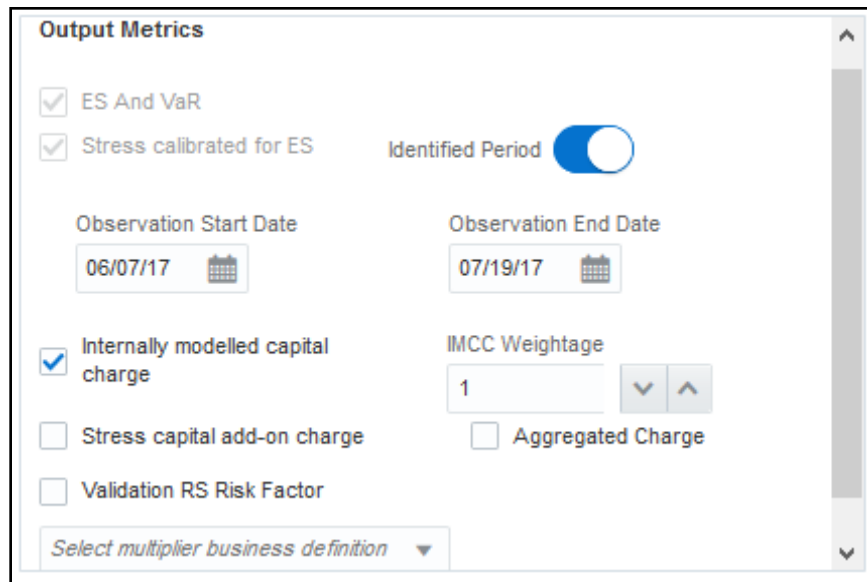 Output Metrics
ES And VaR
Stress calibrated for ES
Identified Period
Observation Start Date
Observation End Date
06/07/17
07/19/17
Internally modelled capital
charge
IMCC Weightage
1
Stress capital add-on charge
Aggregated Charge
Validation RS Risk Factor
Select multiplier business definition